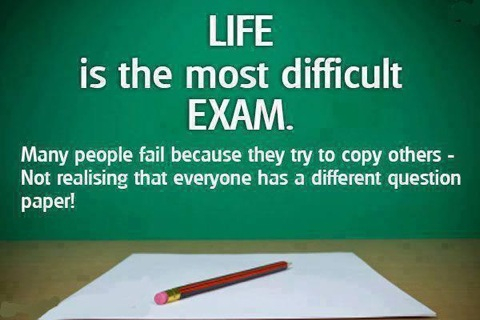 LIFE
is the most difficult
EXAM.
Many people fail because they try to copy others -
Not realising that everyone has a different question
paper!